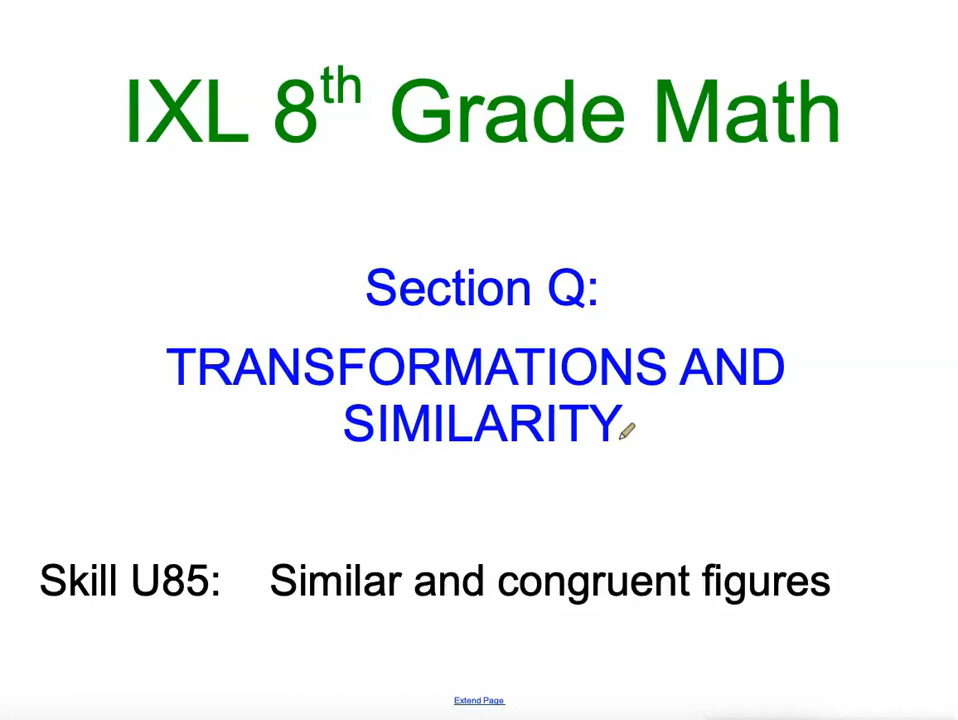 IXL 8th Grade Math
Section Q:
TRANSFORMATIONS AND
SIMILARITY
Skill U85: Similar and congruent figures
Extend Page